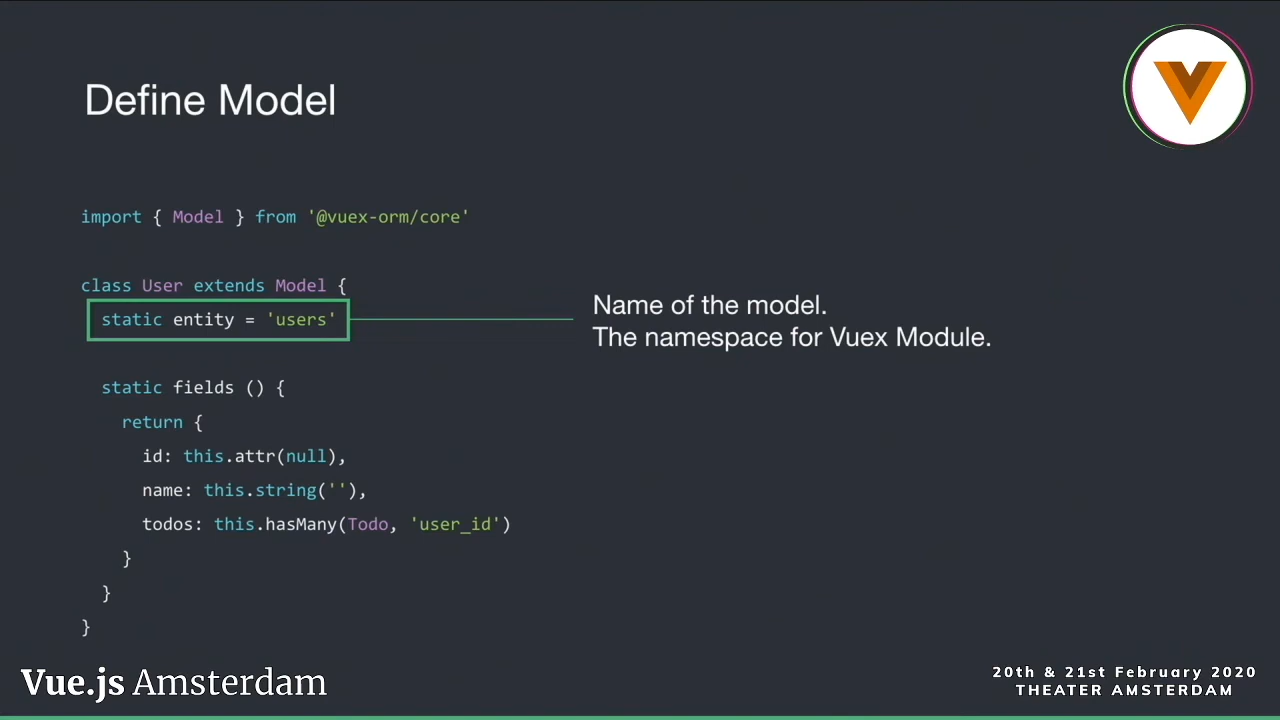 Define Model
import { Model } from '@vuex-orm/core'
class User extends Model {
static entity = 'users'
Name of the model.
The namespace for Vuex Module.
static fields () {
return {
id: this.attr(null),
name: this.string(''),
todos: this.hasMany(Todo, 'user_id')
}
}
}
Vue.js Amsterdam
20th & 21st February 2020
THEATER AMSTERDAM